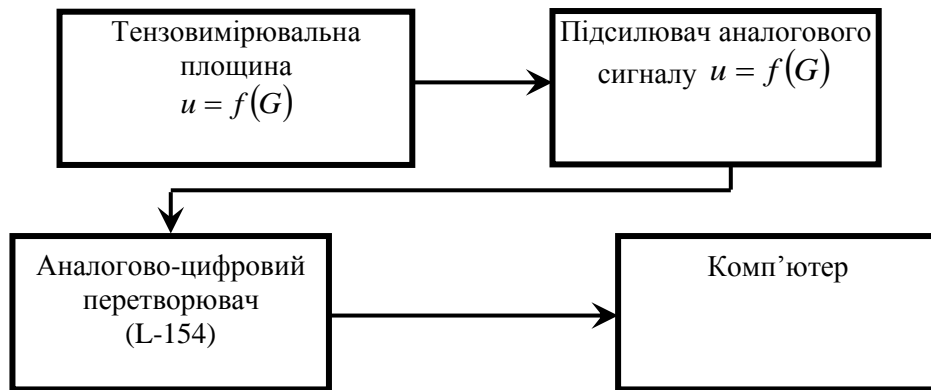 Тензовимірювальна
площина
u = f(G)
Підсилювач аналогового
сигналу u = f(G)
Аналогово-цифровий
перетворювач
(L-154)
Комп’ютер